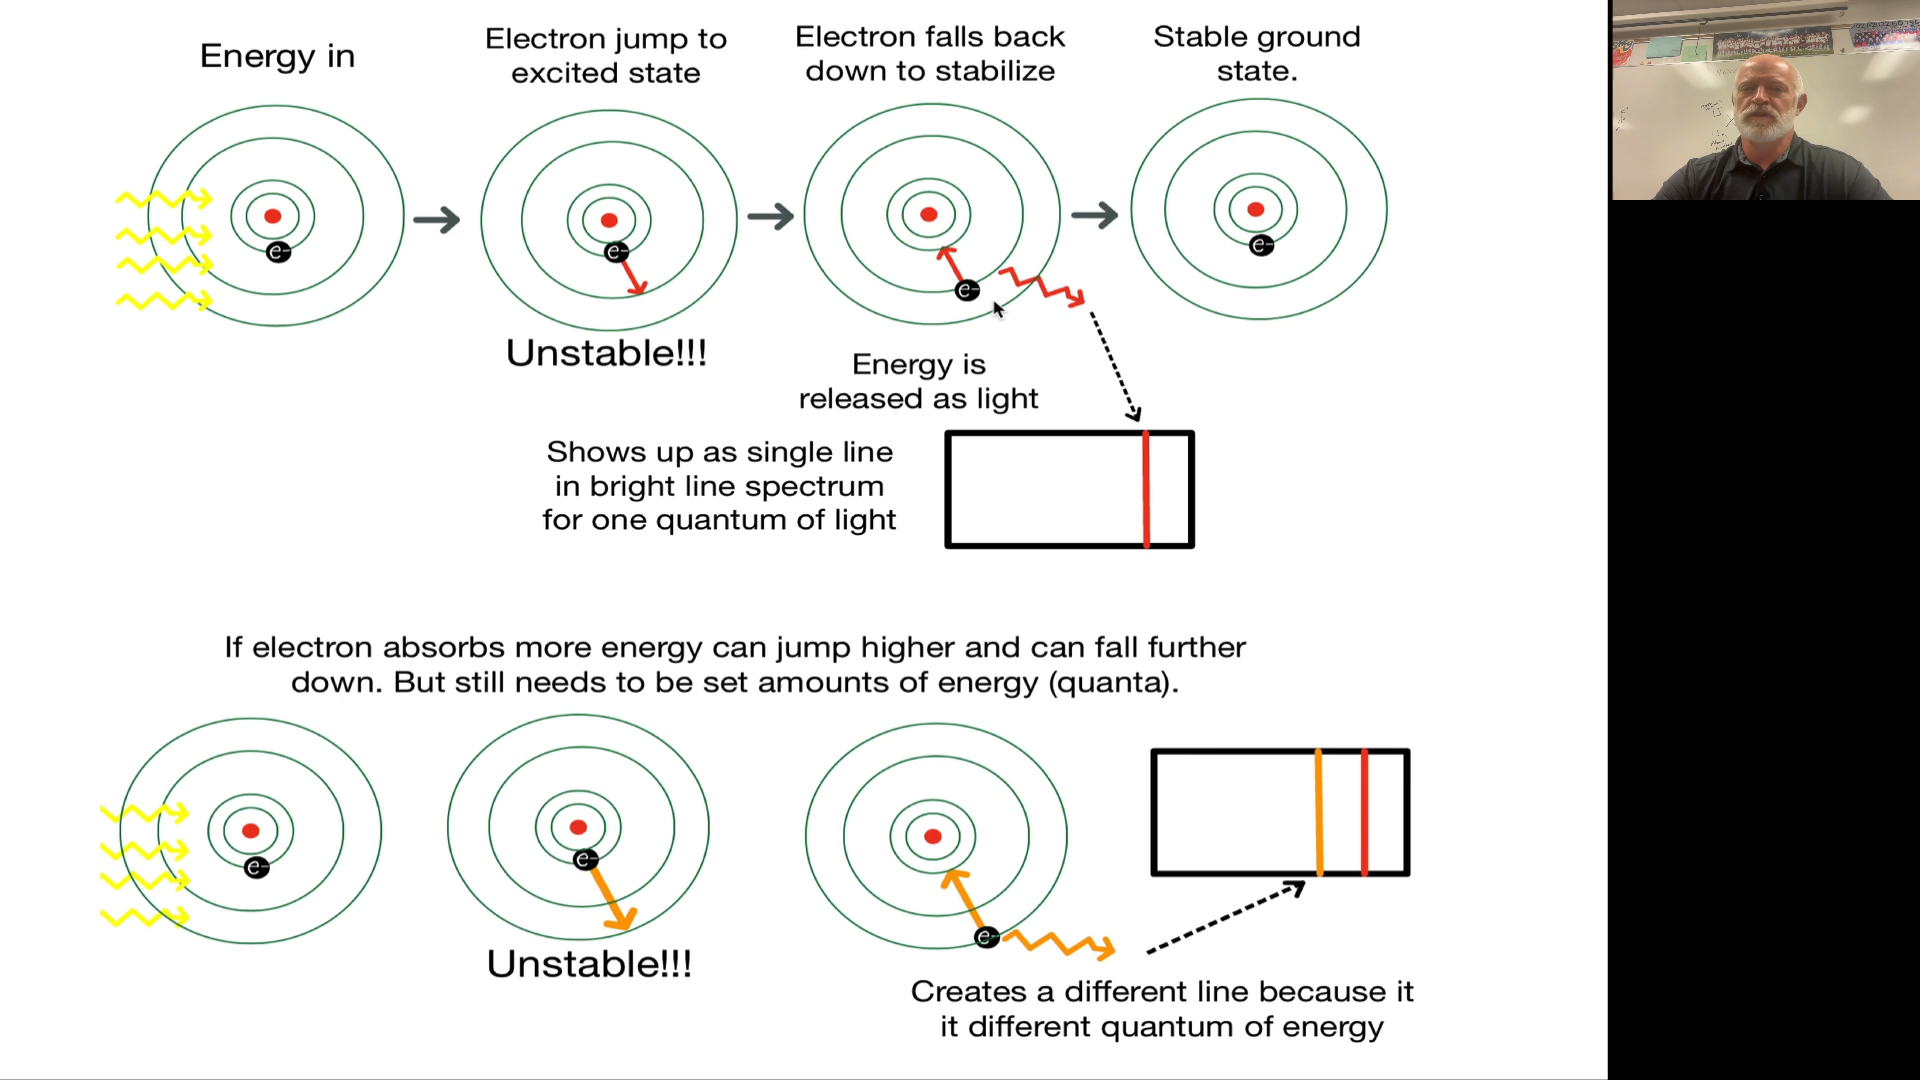 Energy in
Electron jump to
excited state
Electron falls back
down to stabilize
Stable ground
state.
e-
e-
e-
e-
Unstable!!!
Energy is
released as light
Shows up as single line
in bright line spectrum
for one quantum of light
If electron absorbs more energy can jump higher and can fall further
down. But still needs to be set amounts of energy (quanta).
e-
e-
e-
Unstable!!!
Creates a different line because it
it different quantum of energy